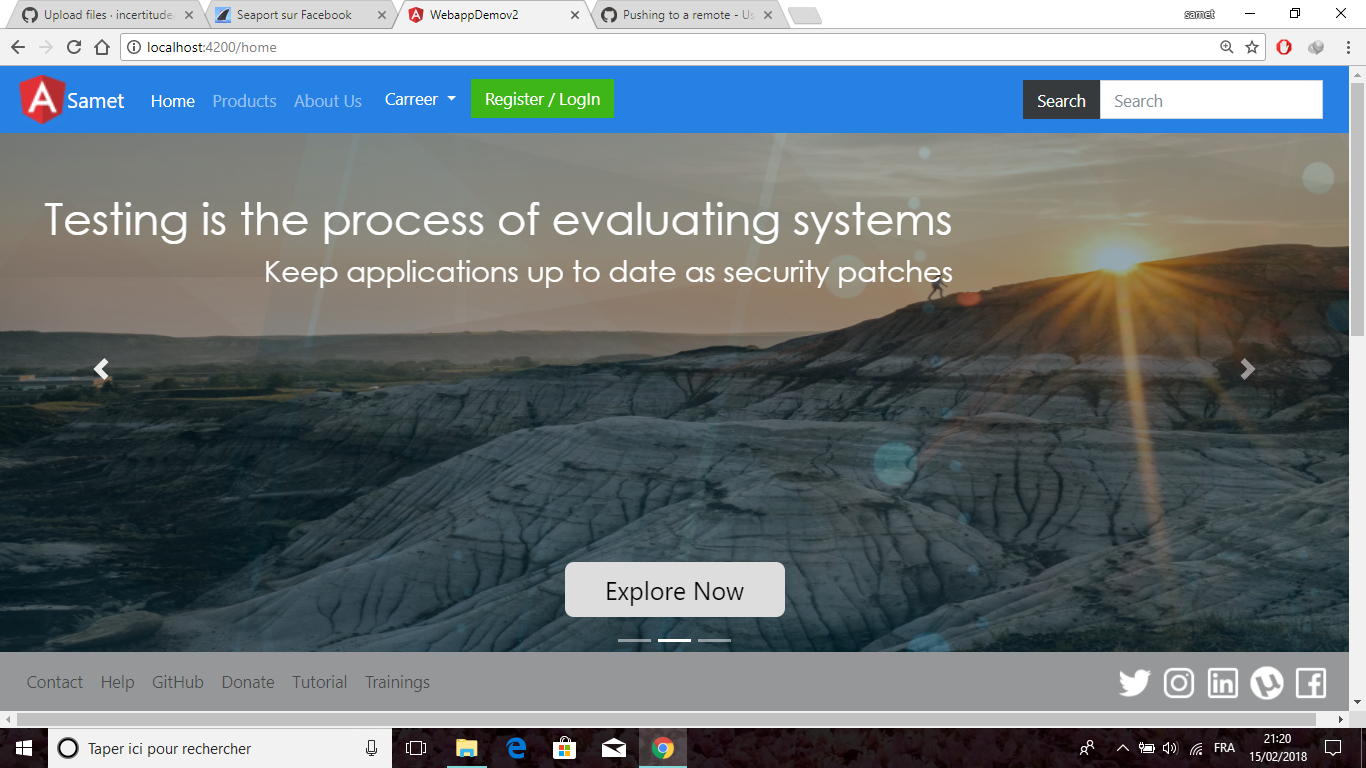 Upload files · incertitude
Seaport sur Facebook
WebappDemov2
Pushing to a remote - Us
samet
localhost:4200/home
Samet
Home
Products
About Us
Carreer
Register / LogIn
Search
Search
Testing is the process of evaluating systems
Keep applications up to date as security patches
Explore Now
Contact
Help
GitHub
Donate
Tutorial
Trainings
Taper ici pour rechercher
FRA
21:20
15/02/2018